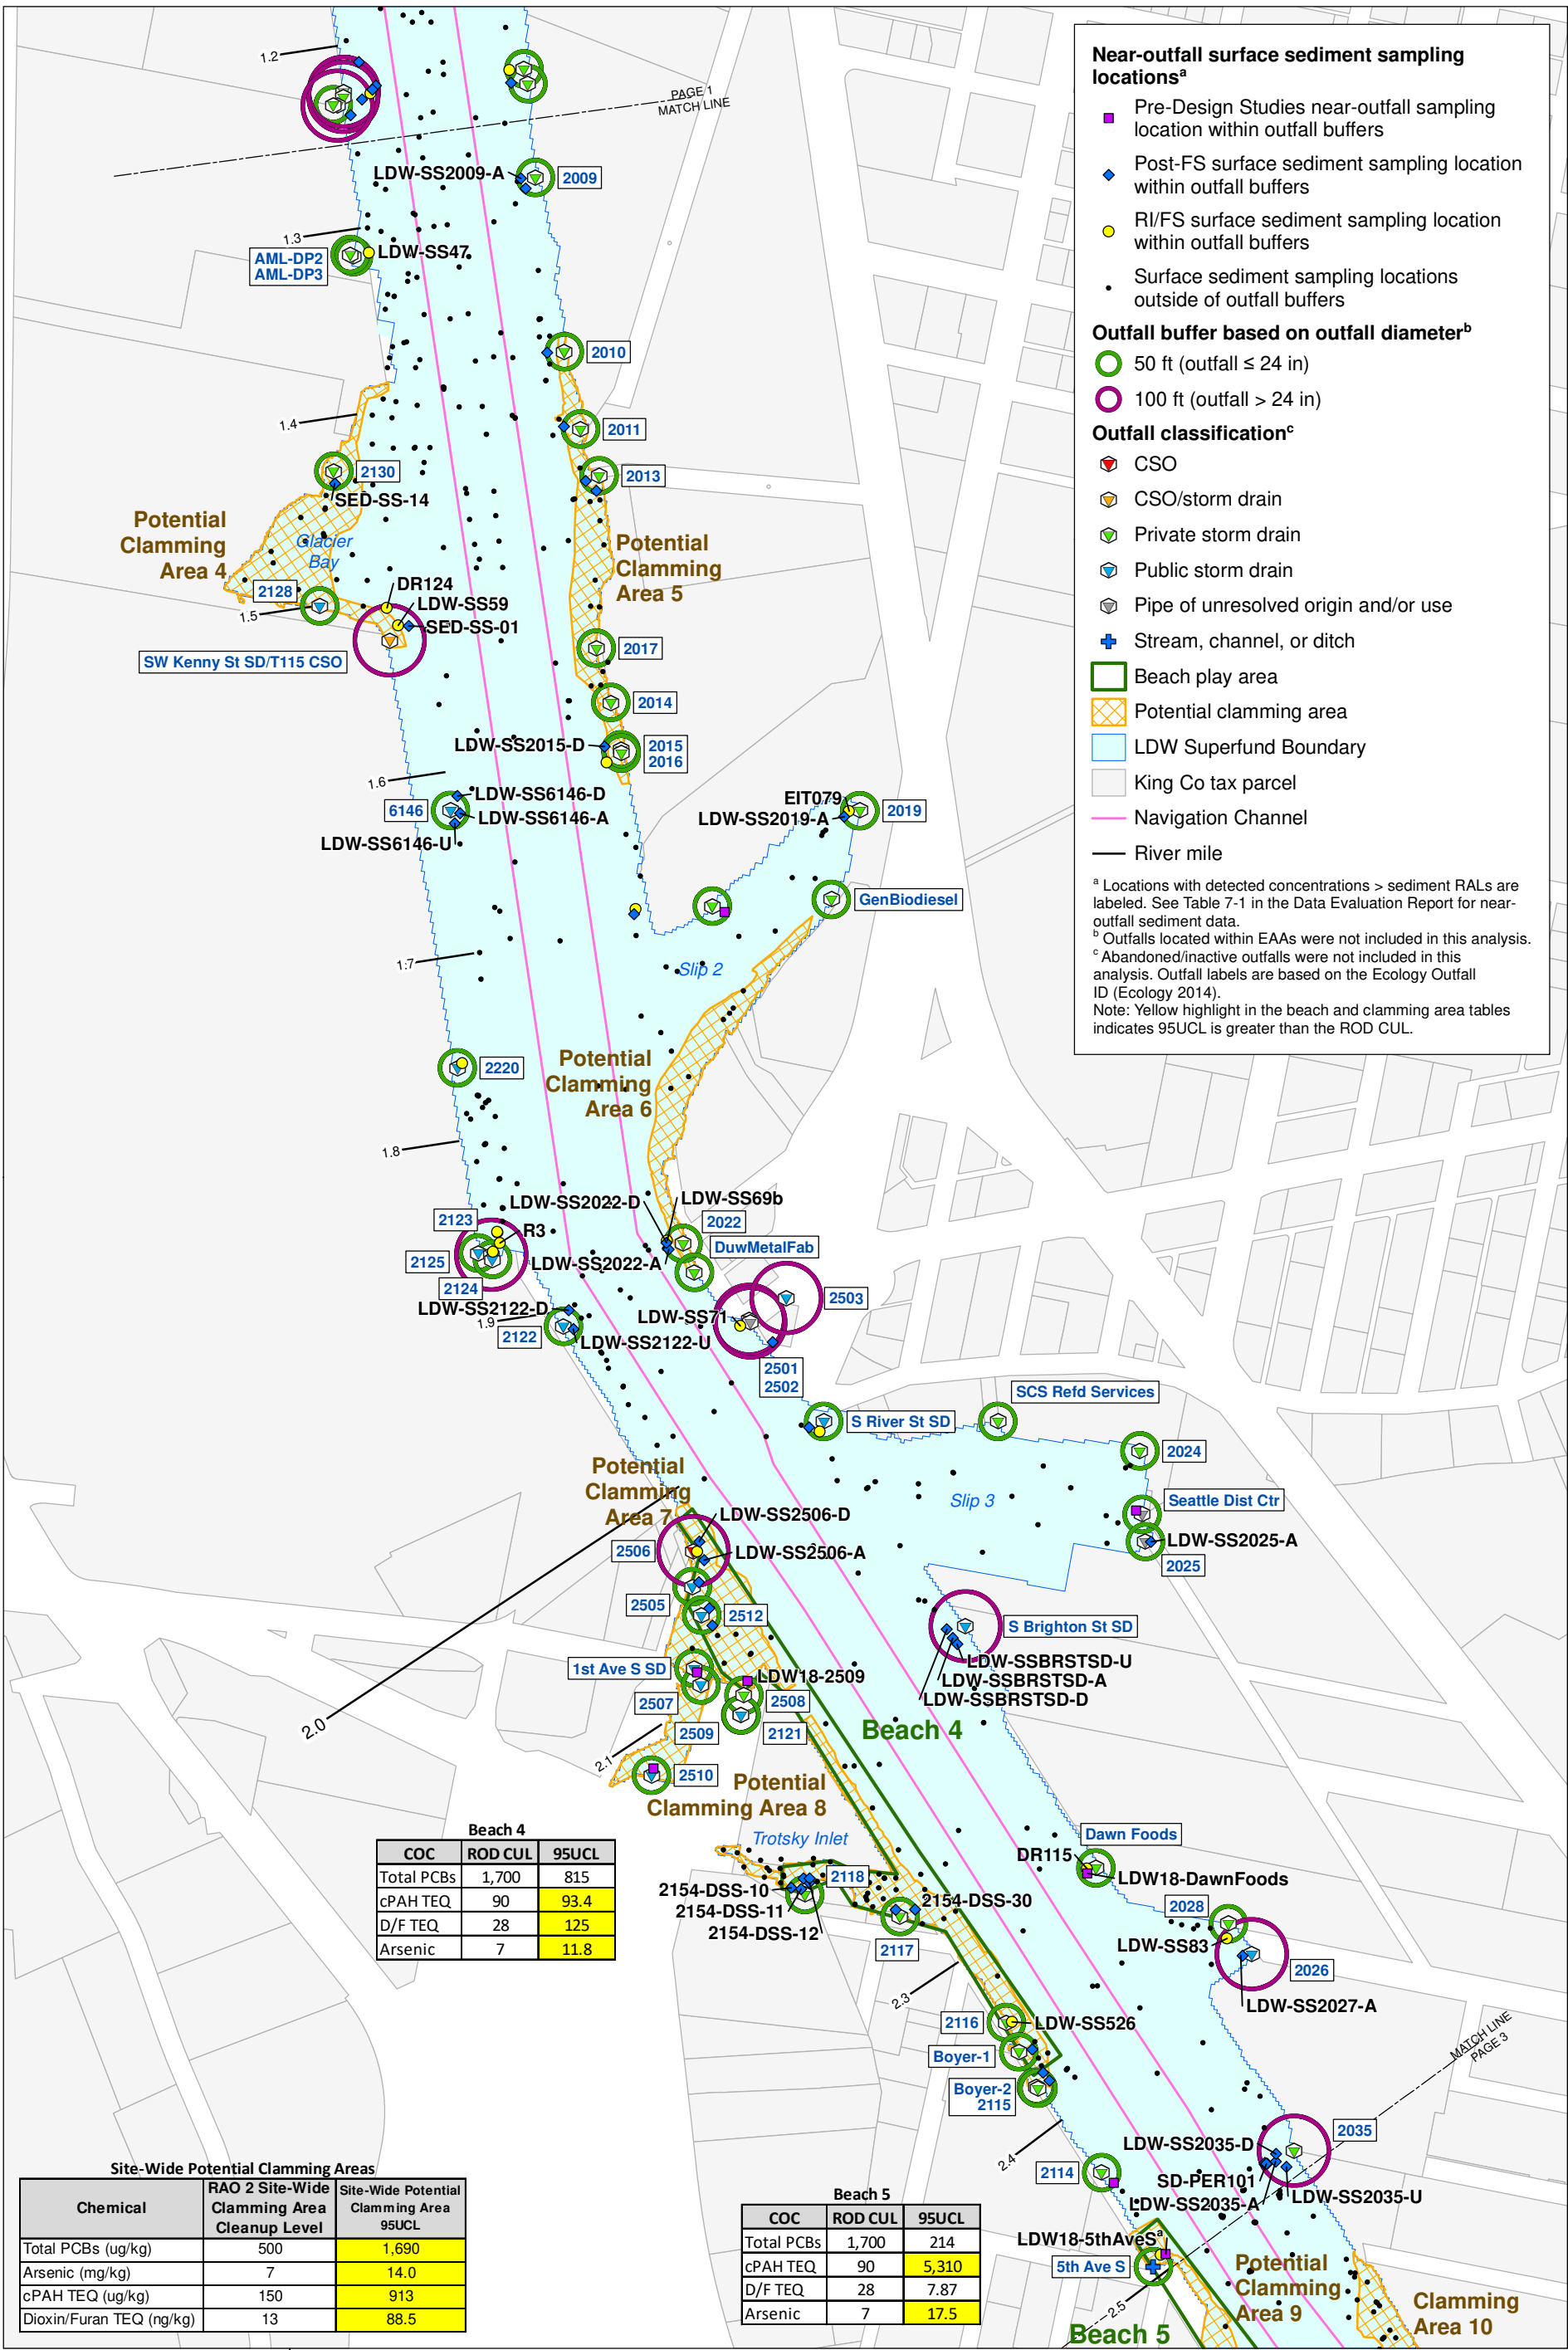 Near-outfall surface sediment sampling
locationsᵃ
Pre-Design Studies near-outfall sampling
location within outfall buffers
Post-FS surface sediment sampling location
within outfall buffers
RI/FS surface sediment sampling location
within outfall buffers
Surface sediment sampling locations
outside of outfall buffers
Outfall buffer based on outfall diameterᵇ
50 ft (outfall ≤ 24 in)
100 ft (outfall > 24 in)
Outfall classificationᶜ
CSO
CSO/storm drain
Private storm drain
Public storm drain
Pipe of unresolved origin and/or use
Stream, channel, or ditch
Beach play area
Potential clamming area
LDW Superfund Boundary
King Co tax parcel
Navigation Channel
River mile
ᵃ Locations with detected concentrations > sediment RALs are
labeled. See Table 7-1 in the Data Evaluation Report for near-
outfall sediment data.
ᵇ Outfalls located within EAAs were not included in this analysis.
ᶜ Abandoned/inactive outfalls were not included in this
analysis. Outfall labels are based on the Ecology Outfall
ID (Ecology 2014).
Note: Yellow highlight in the beach and clamming area tables
indicates 95UCL is greater than the ROD CUL.
1.2
PAGE 1
MATCH LINE
LDW-SS2009-A
2009
1.3
AML-DP2
AML-DP3
LDW-SS47
2010
1.4
2011
2130
2013
SED-SS-14
Potential
Clamming
Area 4
Glacier
Bay
Potential
Clamming
Area 5
2128
1.5
DR124
LDW-SS59
SED-SS-01
SW Kenny St SD/T115 CSO
2017
2014
LDW-SS2015-D
2015
2016
1.6
LDW-SS6146-D
6146
LDW-SS6146-A
LDW-SS6146-U
EIT079
LDW-SS2019-A
2019
GenBiodiesel
1.7
Slip 2
2220
Potential
Clamming
Area 6
1.8
LDW-SS2022-D
LDW-SS69b
2123
R3
2022
2125
LDW-SS2022-A
DuwMetalFab
2124
2503
LDW-SS2122-D
1.9
LDW-SS71
2122
LDW-SS2122-U
2501
2502
SCS Refd Services
S River St SD
2024
Potential
Clamming
Area 7
Slip 3
Seattle Dist Ctr
LDW-SS2506-D
2506
LDW-SS2506-A
LDW-SS2025-A
2025
2505
2512
S Brighton St SD
LDW-SSBRSTSD-U
LDW-SSBRSTSD-A
LDW-SSBRSTSD-D
1st Ave S SD
LDW18-2509
2507
2508
2.0
2509
2121
Beach 4
2.1
2510
Potential
Clamming Area 8
Trotsky Inlet
Dawn Foods
DR115
LDW18-DawnFoods
2118
2154-DSS-10
2154-DSS-11
2154-DSS-12
2154-DSS-30
2117
2028
LDW-SS83
2026
LDW-SS2027-A
2.3
2116
LDW-SS526
Boyer-1
Boyer-2
2115
MATCH LINE
PAGE 3
2.4
2035
LDW-SS2035-D
2114
SD-PER101
LDW-SS2035-A
LDW-SS2035-U
LDW18-5thAveSᵃ
5th Ave S
2.5
Potential
Clamming
Area 9
Clamming
Area 10
Beach 5
Beach 4
COC ROD CUL 95UCL
Total PCBs 1,700 815
cPAH TEQ 90 93.4
D/F TEQ 28 125
Arsenic 7 11.8
Site-Wide Potential Clamming Areas
Chemical RAO 2 Site-Wide Clamming Area Cleanup Level Site-Wide Potential Clamming Area 95UCL
Total PCBs (ug/kg) 500 1,690
Arsenic (mg/kg) 7 14.0
cPAH TEQ (ug/kg) 150 913
Dioxin/Furan TEQ (ng/kg) 13 88.5
Beach 5
COC ROD CUL 95UCL
Total PCBs 1,700 214
cPAH TEQ 90 5,310
D/F TEQ 28 7.87
Arsenic 7 17.5